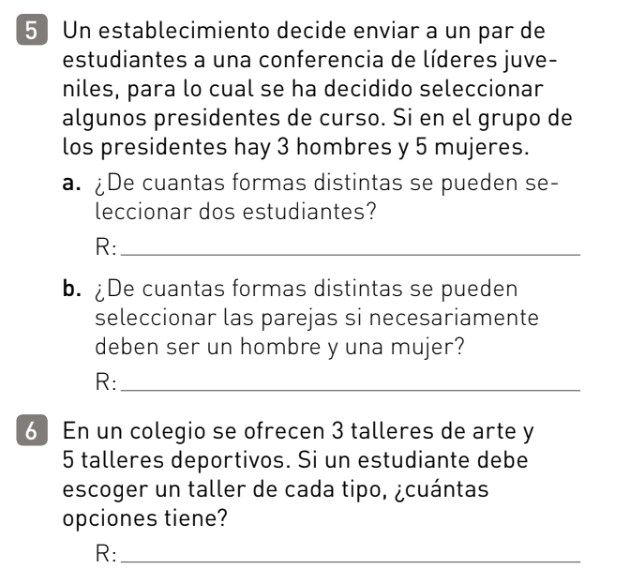 5 Un establecimiento decide enviar a un par de
estudiantes a una conferencia de líderes juve-
niles, para lo cual se ha decidido seleccionar
algunos presidentes de curso. Si en el grupo de
los presidentes hay 3 hombres y 5 mujeres.
a. ¿De cuantas formas distintas se pueden se-
leccionar dos estudiantes?
R:
b. ¿De cuantas formas distintas se pueden
seleccionar las parejas si necesariamente
deben ser un hombre y una mujer?
R:
6 En un colegio se ofrecen 3 talleres de arte y
5 talleres deportivos. Si un estudiante debe
escoger un taller de cada tipo, ¿cuántas
opciones tiene?
R: